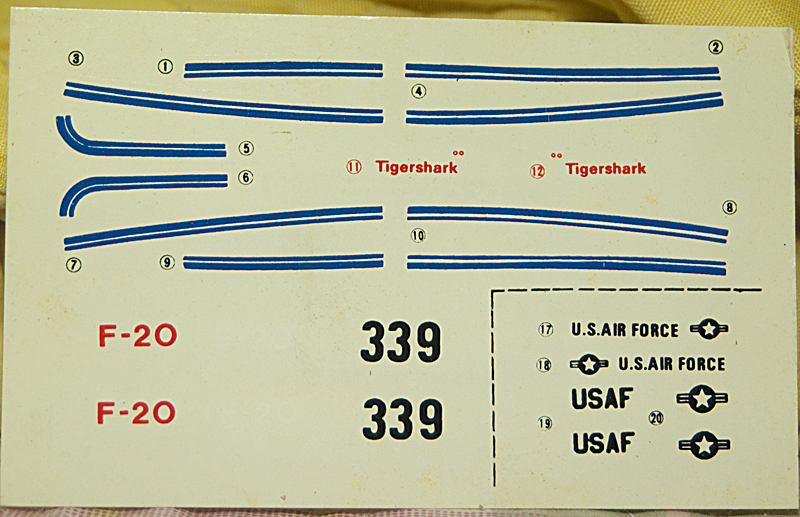 ② 
③ ①
④
⑤
⑪ Tigershark ⑫ Tigershark
⑥
⑧
⑩
⑦ ⑨
F-20 339 ⑰ U.S.AIR FORCE
⑱ U.S.AIR FORCE
USAF
F-20 339 ⑲ ⑳
USAF